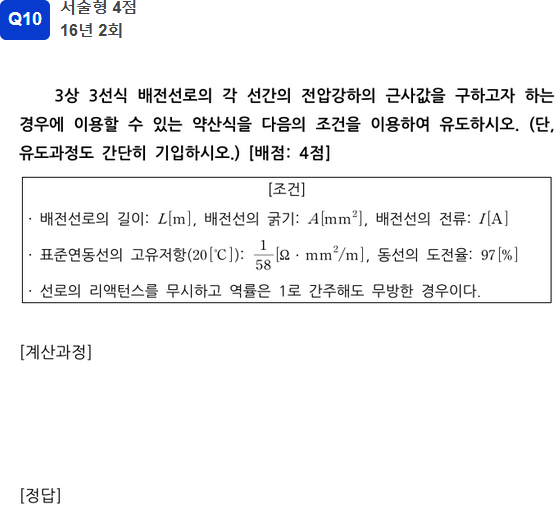 Q10
서술형 4점
16년 2회
3상 3선식 배전선로의 각 선간의 전압강하의 근사값을 구하고자 하는
경우에 이용할 수 있는 약산식을 다음의 조건을 이용하여 유도하시오. (단,
유도과정도 간단히 기입하시오.) [배점: 4점]
[조건]
· 배전선로의 길이: L[m], 배전선의 굵기: A[mm²], 배전선의 전류: I[A]
· 표준연동선의 고유저항(20[℃]): 1/58[Ω · mm²/m], 동선의 도전율: 97[%]
· 선로의 리액턴스를 무시하고 역률은 1로 간주해도 무방한 경우이다.
[계산과정]
[정답]